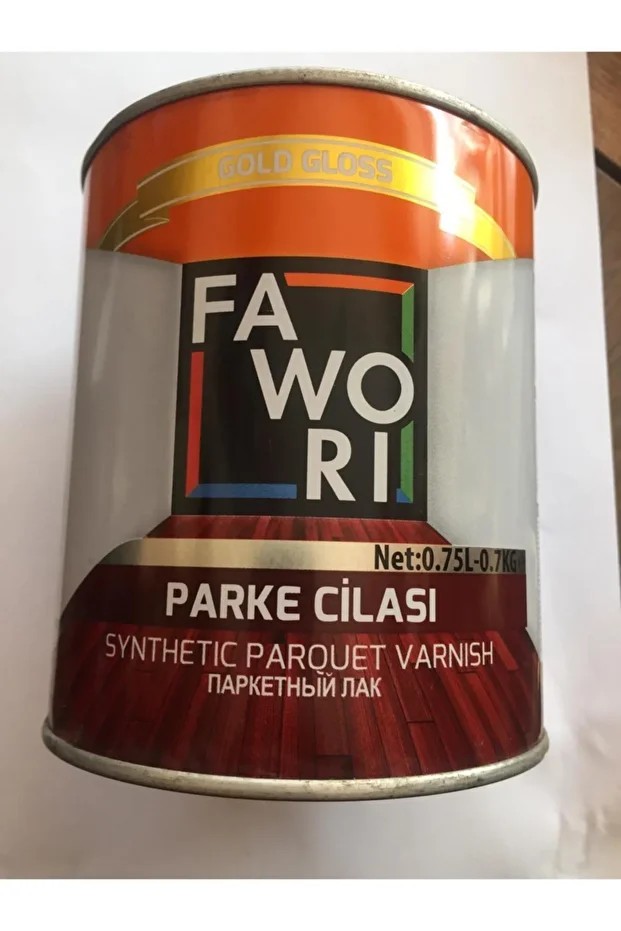 GOLD GLOSS
FA
WO
RI
Net:0.75L-0.7KG
PARKE CİLASI
SYNTHETIC PARQUET VARNISH
ПАРКЕТНЫЙ ЛАК